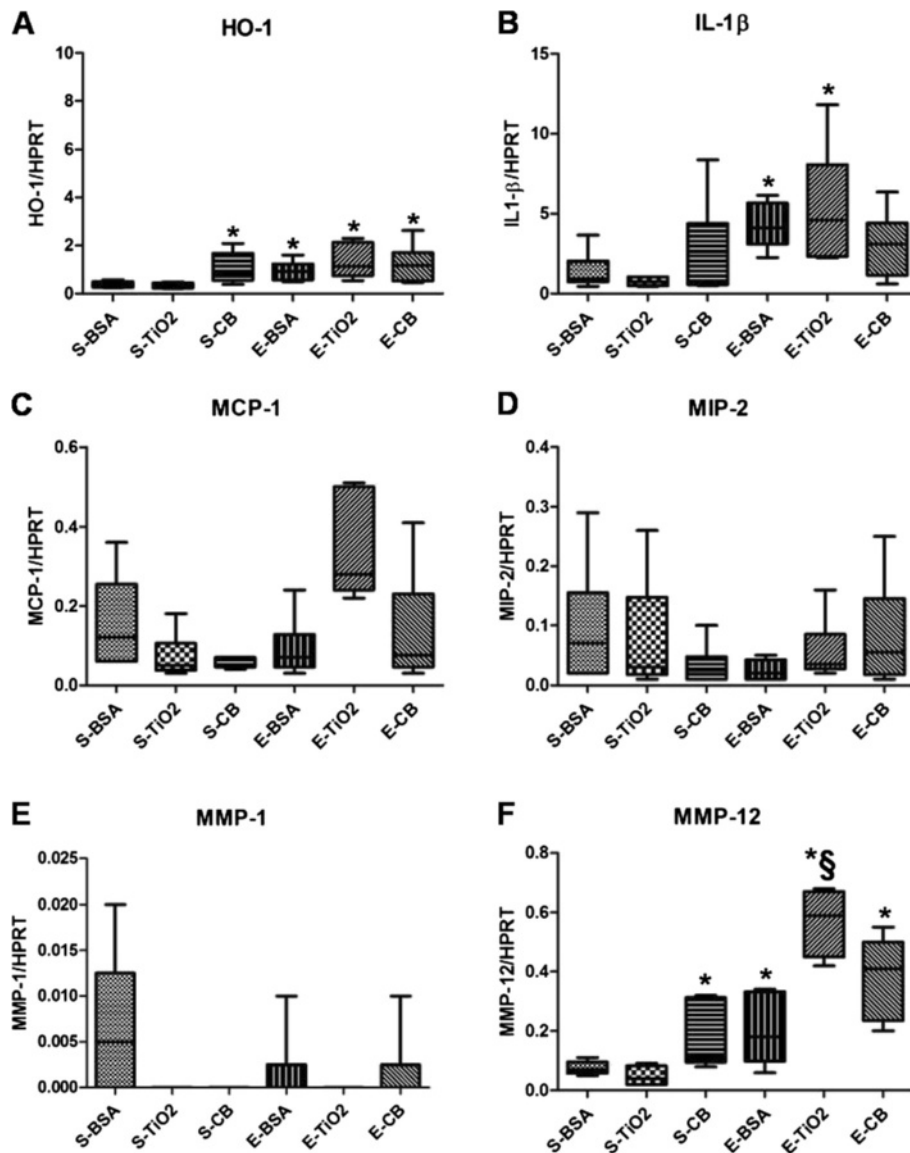 A
HO-1
HO-1/HPRT
10
8
6
4
2
0
S-BSA
S-TiO2
S-CB
E-BSA
E-TiO2
E-CB
* * * *
B
IL-1β
IL1-β/HPRT
15
10
5
0
S-BSA
S-TiO2
S-CB
E-BSA
E-TiO2
E-CB
* *
C
MCP-1
MCP-1/HPRT
0.6
0.4
0.2
0.0
S-BSA
S-TiO2
S-CB
E-BSA
E-TiO2
E-CB
D
MIP-2
MIP-2/HPRT
0.4
0.3
0.2
0.1
0.0
S-BSA
S-TiO2
S-CB
E-BSA
E-TiO2
E-CB
E
MMP-1
MMP-1/HPRT
0.025
0.020
0.015
0.010
0.005
0.000
S-BSA
S-TiO2
S-CB
E-BSA
E-TiO2
E-CB
F
MMP-12
MMP-12/HPRT
0.8
0.6
0.4
0.2
0.0
S-BSA
S-TiO2
S-CB
E-BSA
E-TiO2
E-CB
* * *§ *